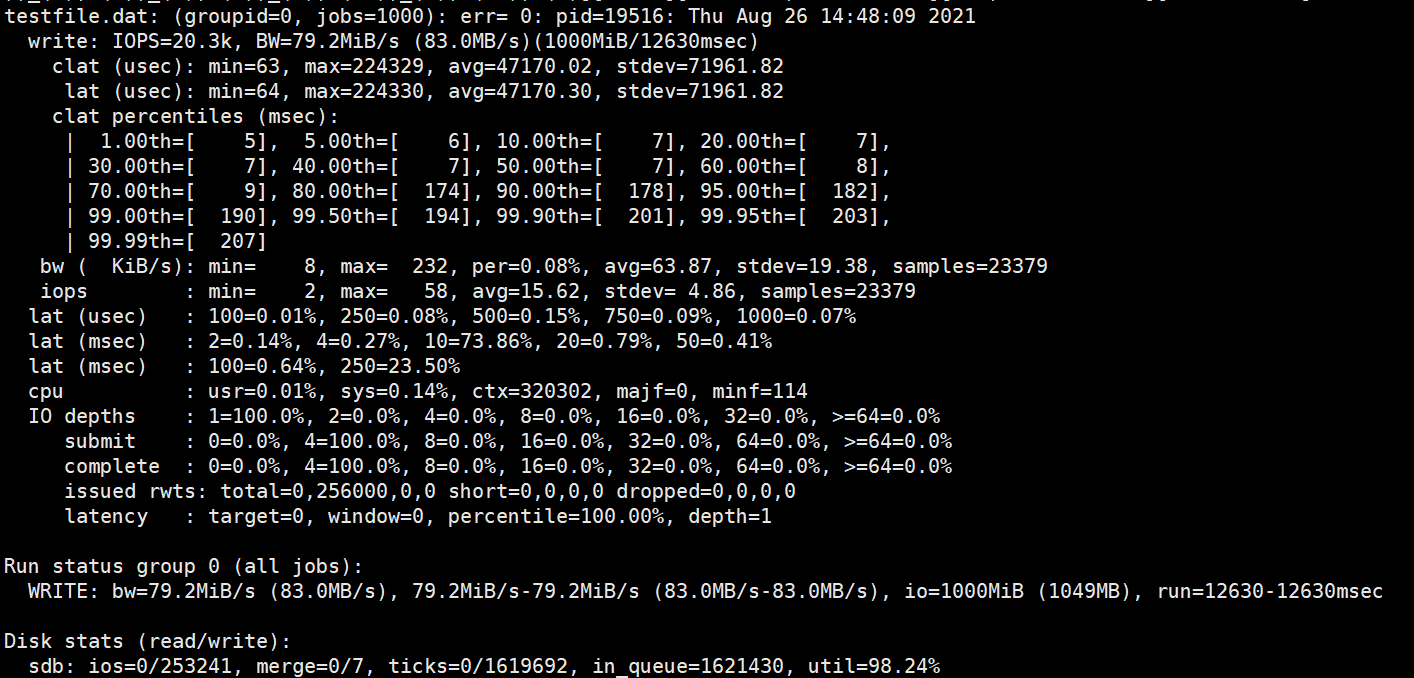 testfile.dat: (groupid=0, jobs=1000): err= 0: pid=19516: Thu Aug 26 14:48:09 2021
  write: IOPS=20.3k, BW=79.2MiB/s (83.0MB/s)(1000MiB/12630msec)
    clat (usec): min=63, max=224329, avg=47170.02, stdev=71961.82
     lat (usec): min=64, max=224330, avg=47170.30, stdev=71961.82
    clat percentiles (msec):
     |  1.00th=[    5],  5.00th=[    6], 10.00th=[    7], 20.00th=[    7],
     | 30.00th=[    7], 40.00th=[    7], 50.00th=[    7], 60.00th=[    8],
     | 70.00th=[    9], 80.00th=[  174], 90.00th=[  178], 95.00th=[  182],
     | 99.00th=[  190], 99.50th=[  194], 99.90th=[  201], 99.95th=[  203],
     | 99.99th=[  207]
   bw (  KiB/s): min=    8, max=  232, per=0.08%, avg=63.87, stdev=19.38, samples=23379
   iops        : min=    2, max=   58, avg=15.62, stdev= 4.86, samples=23379
  lat (usec)   : 100=0.01%, 250=0.08%, 500=0.15%, 750=0.09%, 1000=0.07%
  lat (msec)   : 2=0.14%, 4=0.27%, 10=73.86%, 20=0.79%, 50=0.41%
  lat (msec)   : 100=0.64%, 250=23.50%
  cpu          : usr=0.01%, sys=0.14%, ctx=320302, majf=0, minf=114
  IO depths    : 1=100.0%, 2=0.0%, 4=0.0%, 8=0.0%, 16=0.0%, 32=0.0%, >=64=0.0%
     submit    : 0=0.0%, 4=100.0%, 8=0.0%, 16=0.0%, 32=0.0%, 64=0.0%, >=64=0.0%
     complete  : 0=0.0%, 4=100.0%, 8=0.0%, 16=0.0%, 32=0.0%, 64=0.0%, >=64=0.0%
     issued rwts: total=0,256000,0,0 short=0,0,0,0 dropped=0,0,0,0
     latency   : target=0, window=0, percentile=100.00%, depth=1

Run status group 0 (all jobs):
  WRITE: bw=79.2MiB/s (83.0MB/s), 79.2MiB/s-79.2MiB/s (83.0MB/s-83.0MB/s), io=1000MiB (1049MB), run=12630-12630msec

Disk stats (read/write):
  sdb: ios=0/253241, merge=0/7, ticks=0/1619692, in_queue=1621430, util=98.24%